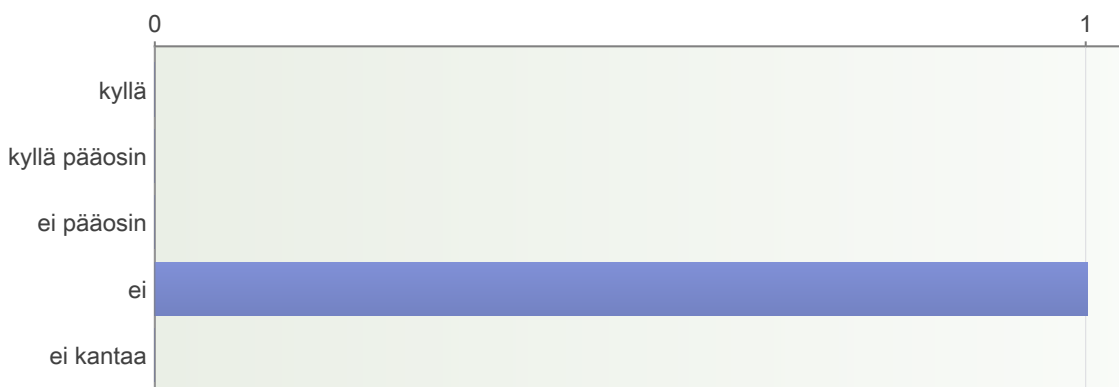 0 1
kyllä
kyllä pääosin
ei pääosin
ei
ei kantaa